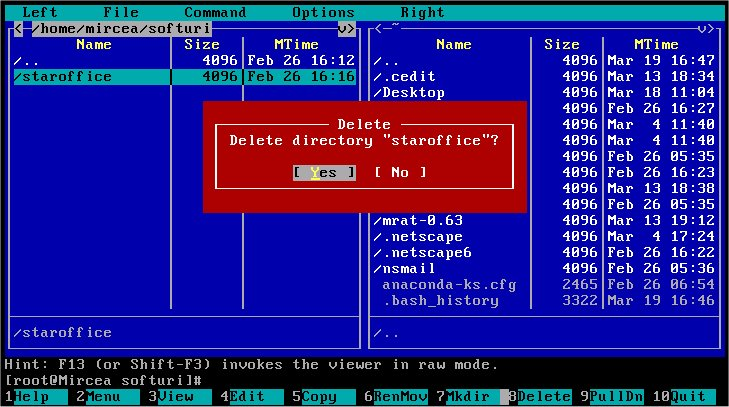 Left File Command Options Right
< /home/mircea/softuri v> <~ v>
Name Size MTime Name Size MTime
/.. 4096 Feb 26 16:12 /.. 4096 Mar 19 16:47
/staroffice 4096 Feb 26 16:16 /.cedit 4096 Mar 13 18:34
/Desktop 4096 Mar 18 11:04
4096 Feb 26 16:27
Delete 4096 Mar 4 11:40
Delete directory "staroffice"? 4096 Mar 4 11:40
4096 Feb 26 05:35
[ Yes ] [ No ] 4096 Feb 26 16:23
4096 Mar 13 18:38
4096 Feb 26 05:35
/mrat-0.63 4096 Mar 13 19:12
/.netscape 4096 Mar 4 17:24
/.netscape6 4096 Feb 26 16:22
/nsmail 4096 Feb 26 05:36
anaconda-ks.cfg 2465 Feb 26 06:54
.bash_history 3322 Mar 19 16:46
/staroffice /..
Hint: F13 (or Shift-F3) invokes the viewer in raw mode.
[root@Mircea softuri]#
1Help 2Menu 3View 4Edit 5Copy 6RenMov 7Mkdir 8Delete 9PullDn 10Quit